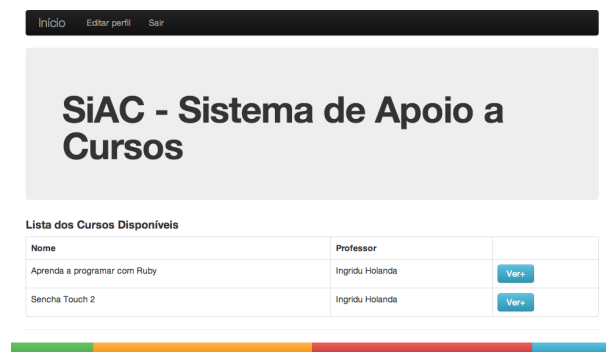 Início Editar perfil Sair
SiAC - Sistema de Apoio a
Cursos
Lista dos Cursos Disponíveis
Nome Professor
Aprenda a programar com Ruby Ingridu Holanda Ver+
Sencha Touch 2 Ingridu Holanda Ver+